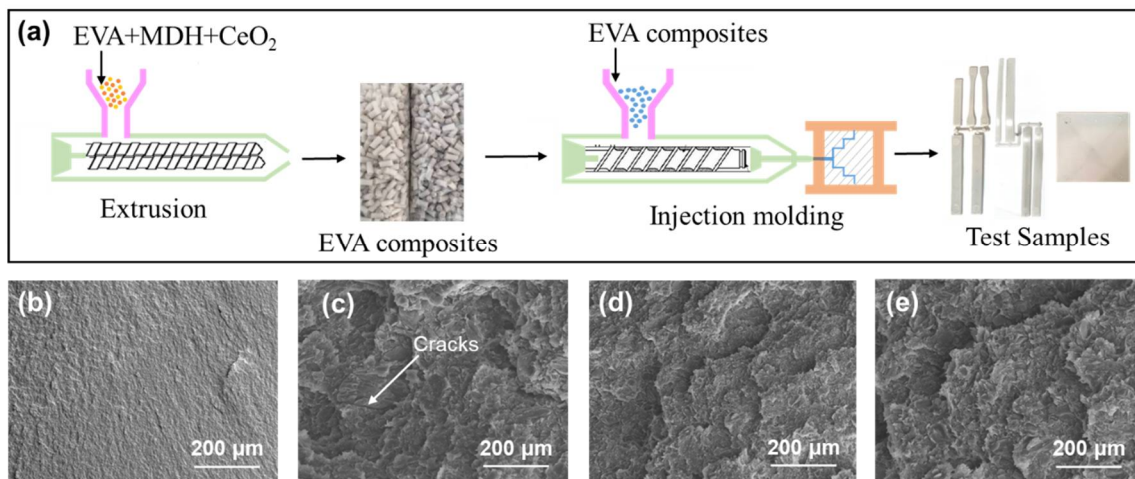 (a)
EVA+MDH+CeO₂
EVA composites
Extrusion
EVA composites
Injection molding
Test Samples
(b)
(c)
(d)
(e)
Cracks
200 μm
200 μm
200 μm
200 μm